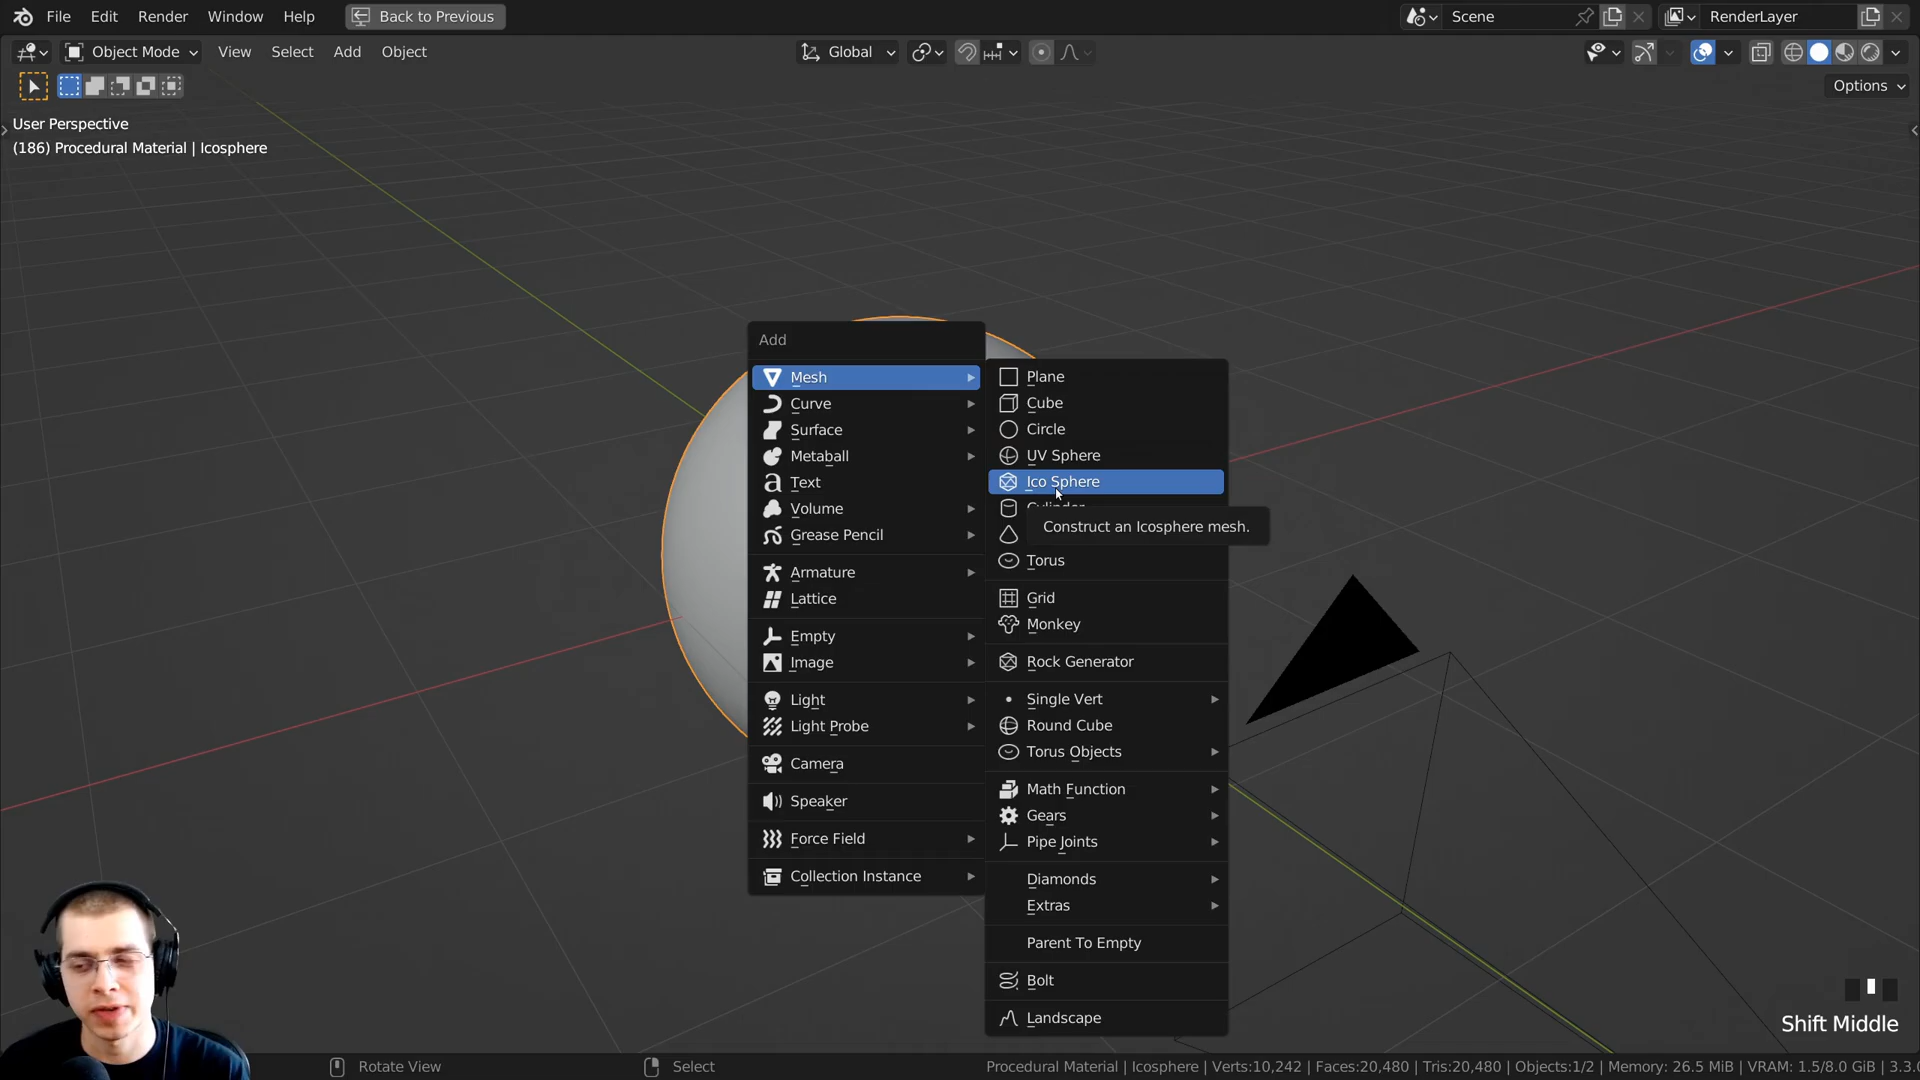 File Edit Render Window Help Back to Previous Scene RenderLayer
Object Mode View Select Add Object Global
Options
User Perspective
(186) Procedural Material | Icosphere
Add
Mesh
Curve
Surface
Metaball
Text
Volume
Grease Pencil
Armature
Lattice
Empty
Image
Light
Light Probe
Camera
Speaker
Force Field
Collection Instance
Plane
Cube
Circle
UV Sphere
Ico Sphere
Cylinder
Construct an Icosphere mesh.
Torus
Grid
Monkey
Rock Generator
Single Vert
Round Cube
Torus Objects
Math Function
Gears
Pipe Joints
Diamonds
Extras
Parent To Empty
Bolt
Landscape
Shift Middle
Rotate View Select Procedural Material | Icosphere | Verts:10,242 | Faces:20,480 | Tris:20,480 | Objects:1/2 | Memory: 26.5 MiB | VRAM: 1.5/8.0 GiB | 3.3.